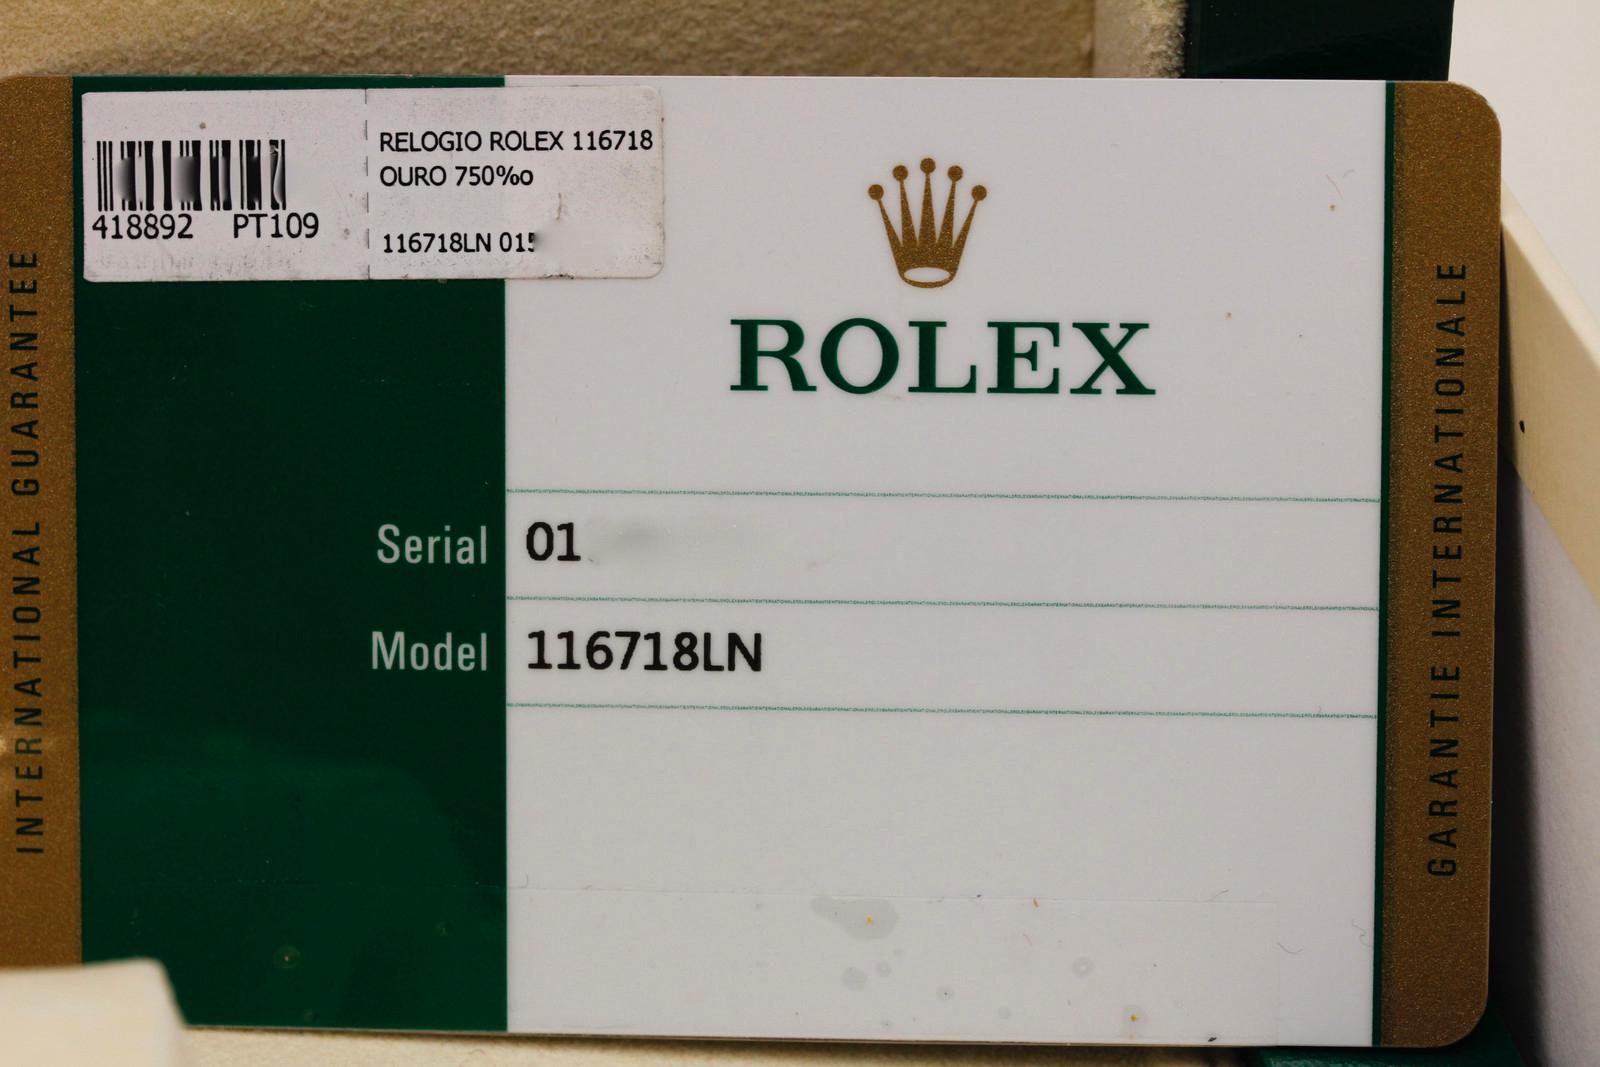 INTERNATIONAL GUARANTEE
RELOGIO ROLEX 116718
OURO 750‰
418892 PT109
116718LN 015
ROLEX
Serial 01
Model 116718LN
GARANTIE INTERNATIONALE